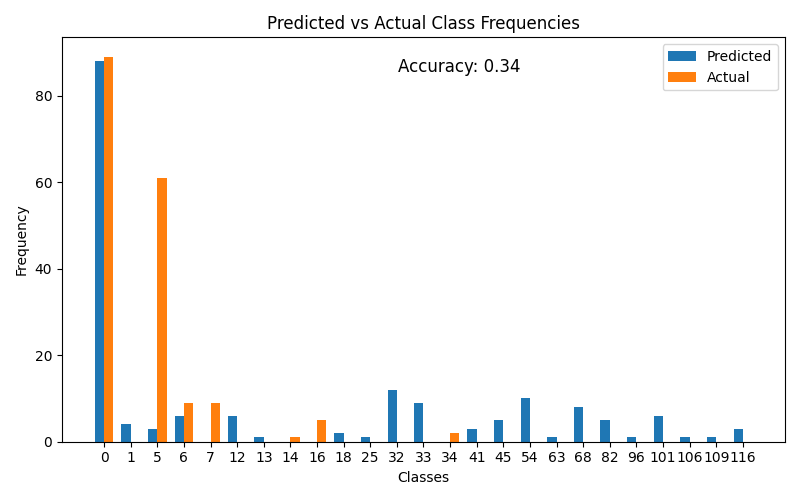 Predicted vs Actual Class Frequencies
Accuracy: 0.34
Predicted
Actual
Frequency
80
60
40
20
0
0 1 5 6 7 12 13 14 16 18 25 32 33 34 41 45 54 63 68 82 96 101 106 109 116
Classes